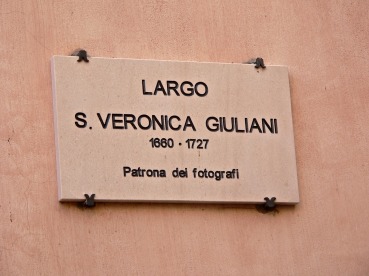 LARGO
S. VERONICA GIULIANI
1660 • 1727
Patrona dei fotografi